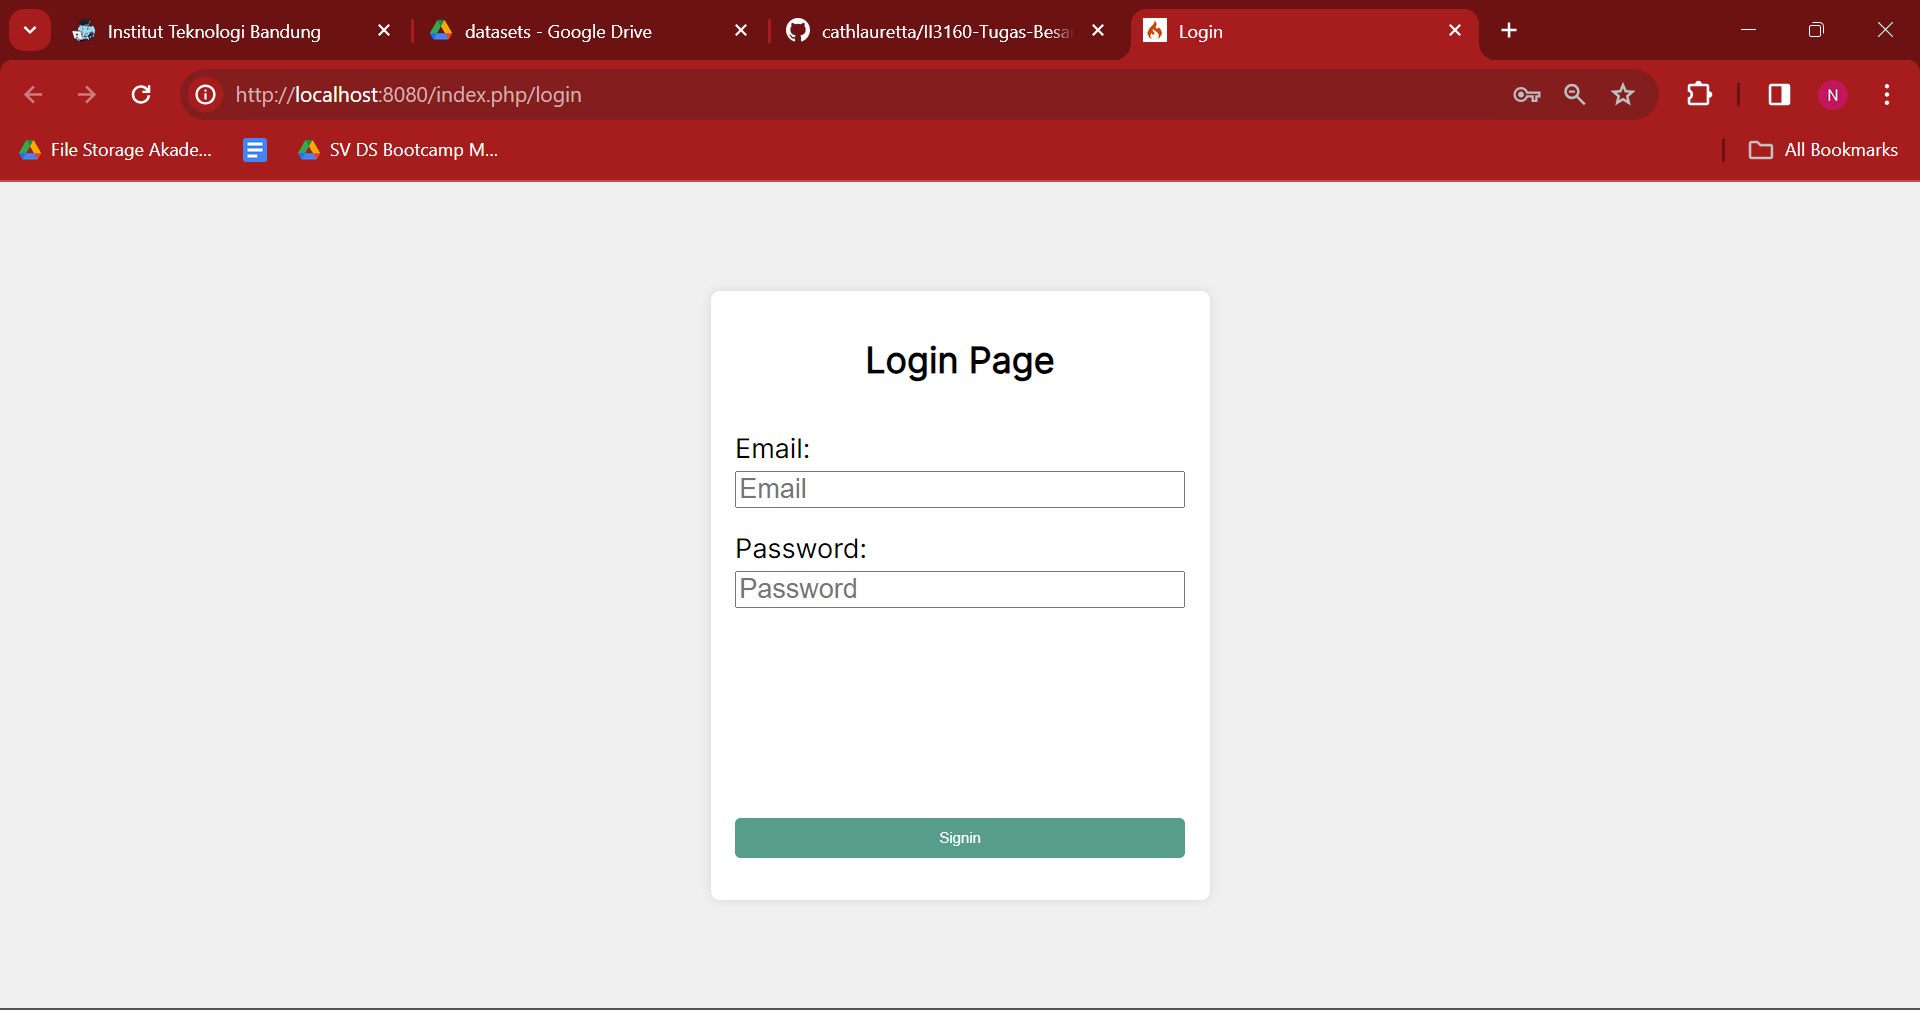 Institut Teknologi Bandung
datasets - Google Drive
cathlauretta/II3160-Tugas-Besa
Login
http://localhost:8080/index.php/login
N
File Storage Akade...
SV DS Bootcamp M...
All Bookmarks
Login Page
Email:
Email
Password:
Password
Signin